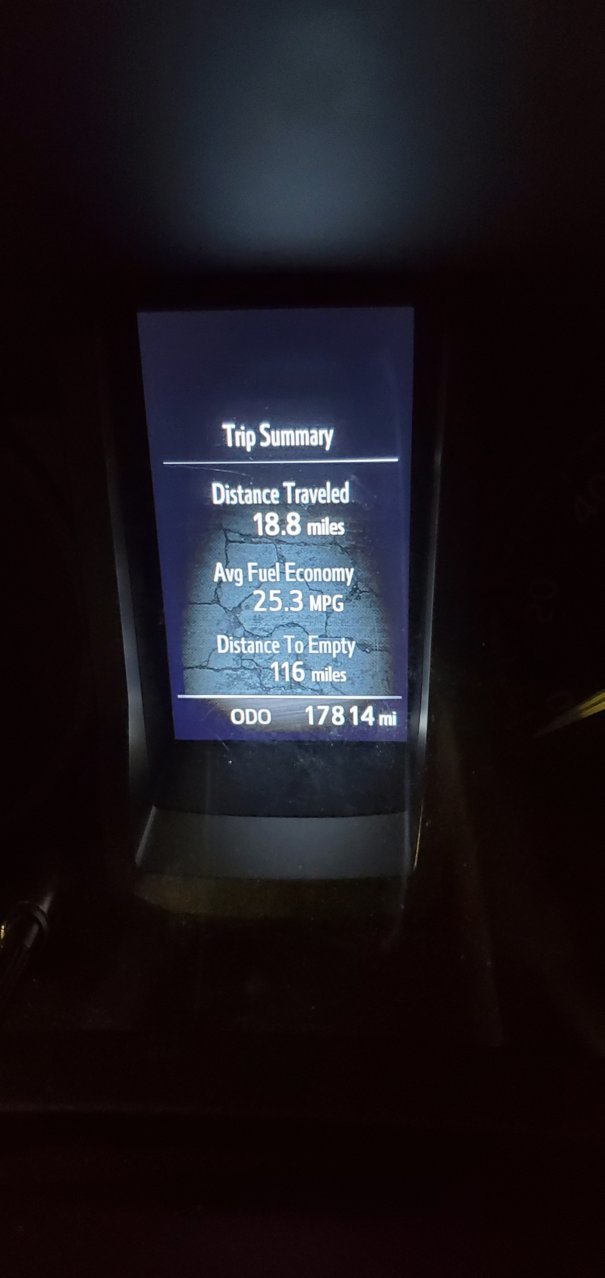 Trip Summary
Distance Traveled
18.8 miles
Avg Fuel Economy
25.3 MPG
Distance To Empty
116 miles
ODO 17814 mi